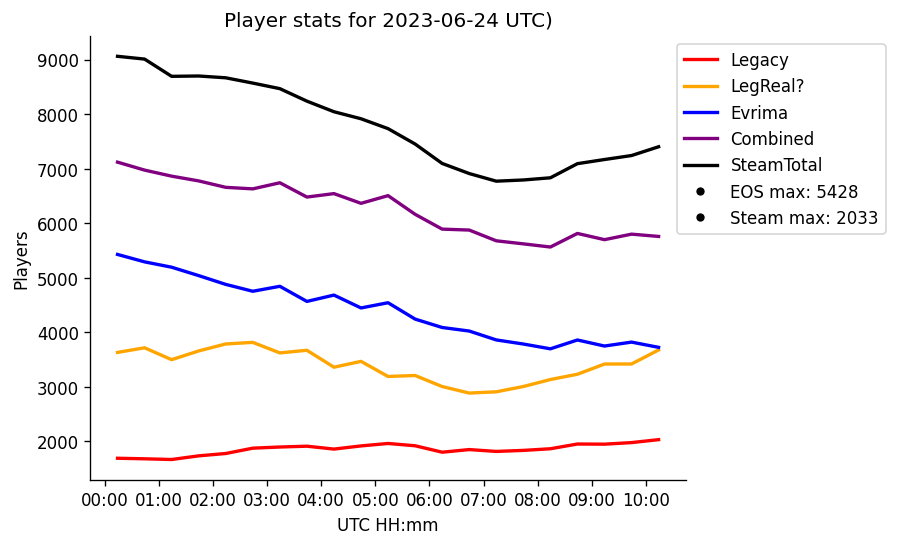 Player stats for 2023-06-24 UTC)
9000
8000
7000
6000
5000
4000
3000
2000
Players
00:00 01:00 02:00 03:00 04:00 05:00 06:00 07:00 08:00 09:00 10:00
UTC HH:mm
Legacy
LegReal?
Evrima
Combined
SteamTotal
EOS max: 5428
Steam max: 2033